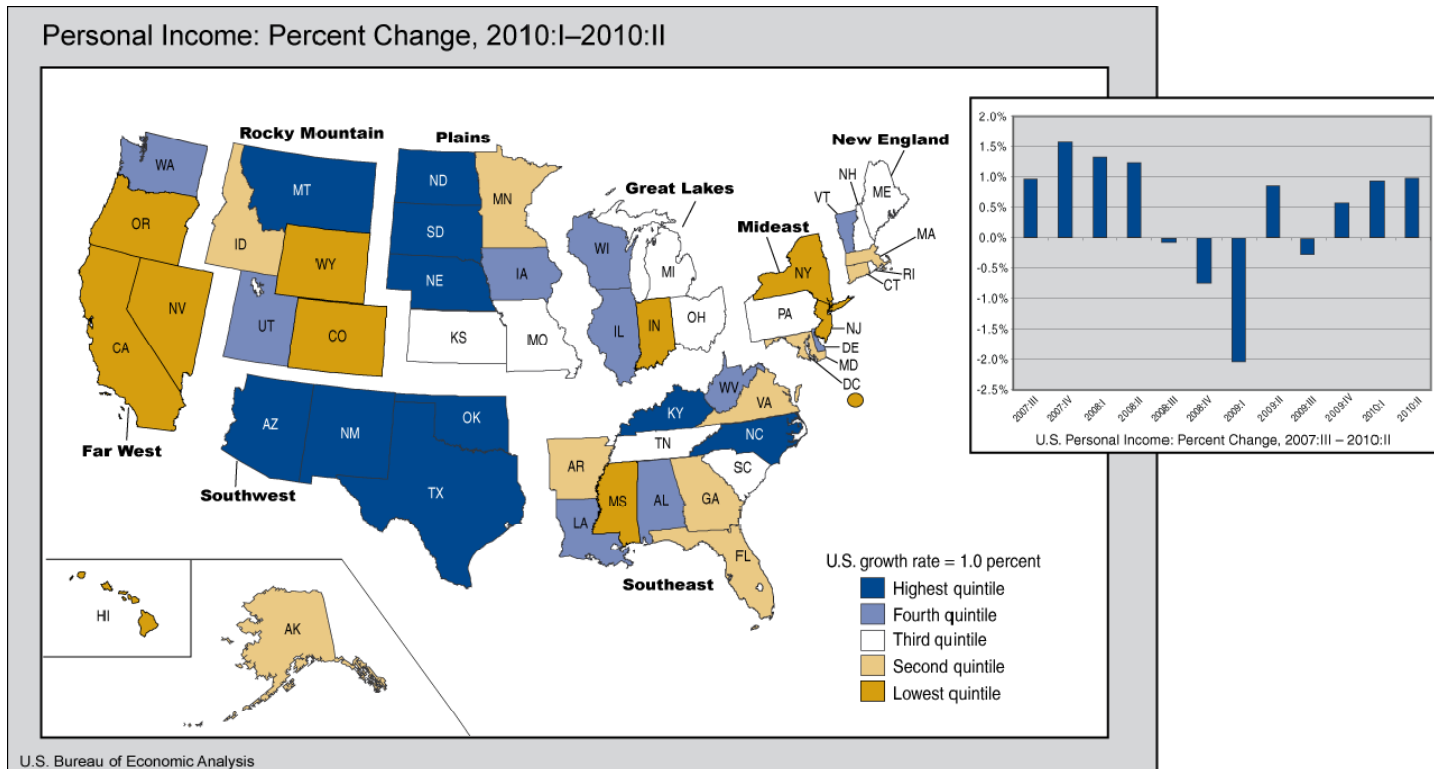 Personal Income: Percent Change, 2010:I–2010:II
Rocky Mountain
Plains
New England
Great Lakes
Mideast
Far West
Southwest
Southeast
WA
OR
CA
NV
MT
ID
WY
UT
CO
ND
SD
NE
KS
MN
IA
MO
WI
IL
MI
IN
OH
NH
VT
ME
MA
RI
CT
NY
PA
NJ
DE
MD
DC
AZ
NM
OK
TX
WV
KY
VA
TN
NC
SC
AR
LA
MS
AL
GA
FL
HI
AK
U.S. growth rate = 1.0 percent
Highest quintile
Fourth quintile
Third quintile
Second quintile
Lowest quintile
U.S. Bureau of Economic Analysis
2.0%
1.5%
1.0%
0.5%
0.0%
-0.5%
-1.0%
-1.5%
-2.0%
-2.5%
2007:III
2007:IV
2008:I
2008:II
2008:III
2008:IV
2009:I
2009:II
2009:III
2009:IV
2010:I
2010:II
U.S. Personal Income: Percent Change, 2007:III – 2010:II